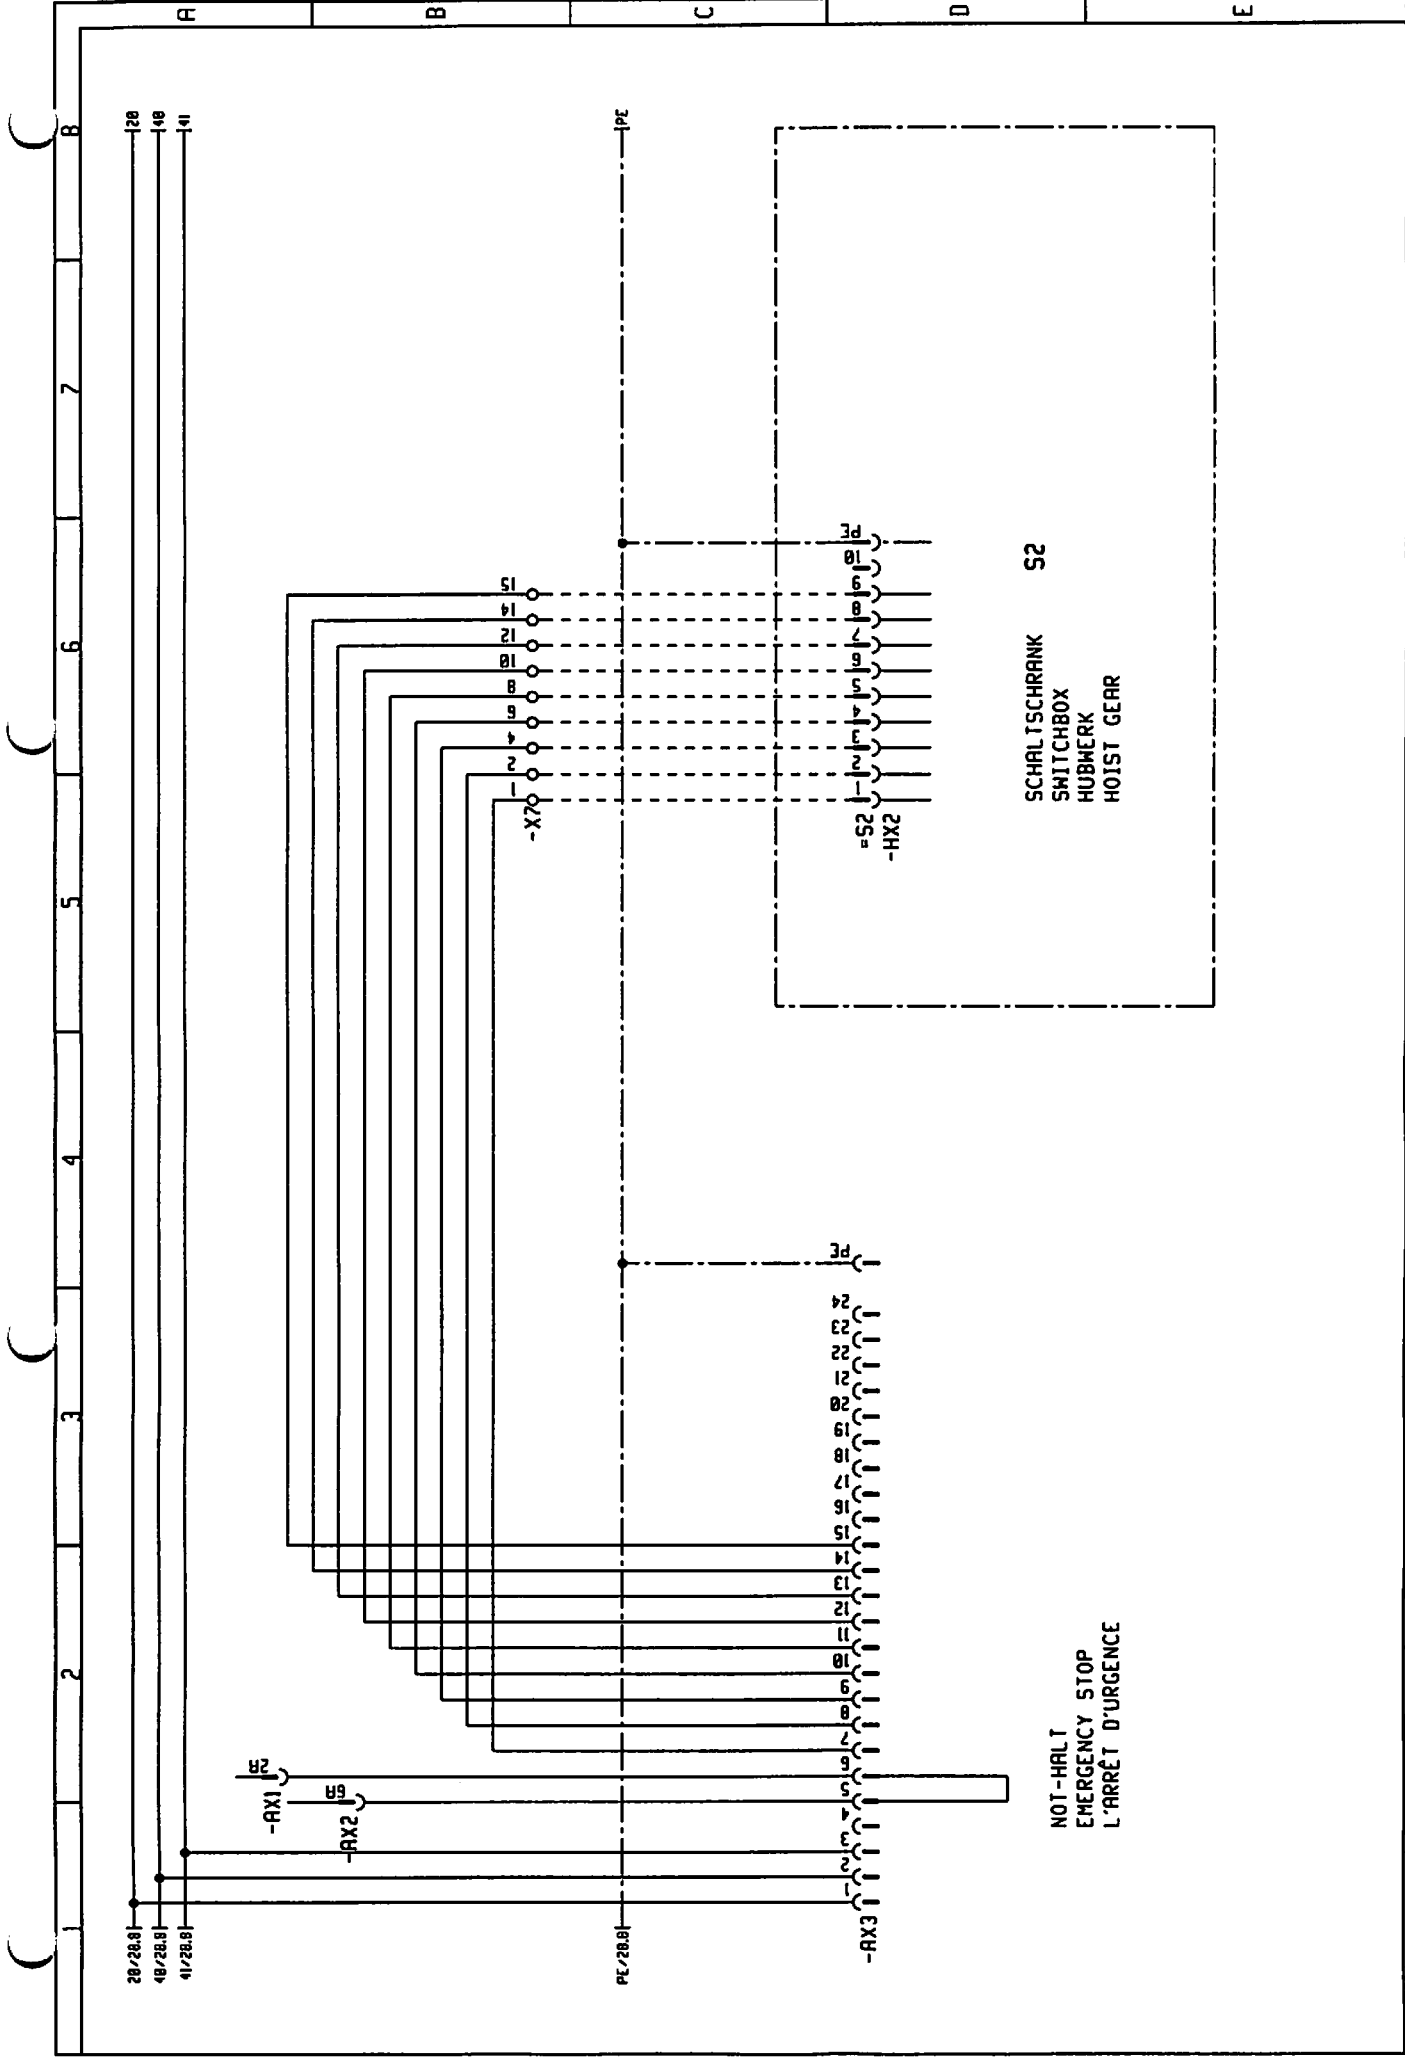 1 2 3 4 5 6 7 8
A
B
C
D
E
20/28.8 20
40/28.8 40
41/28.8 41
-AX1 2A
-AX2 6A
-X7 1 2 4 6 8 10 12 14 15
PE/28.8 PE
-AX3 1 2 3 4 5 6 7 8 9 10 11 12 13 14 15 16 17 18 19 20 21 22 23 24 PE
=S2 1 2 3 4 5 6 7 8 9 10 PE
-HX2
NOT-HALT
EMERGENCY STOP
L'ARRÊT D'URGENCE
SCHALTSCHRANK S2
SWITCHBOX
HUBWERK
HOIST GEAR